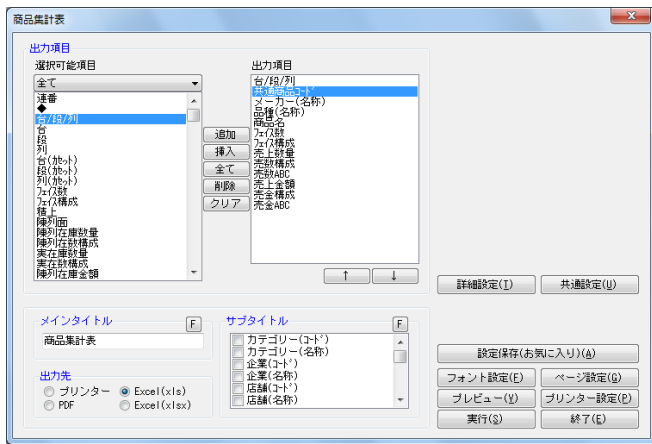 商品集計表
出力項目
選択可能項目
全て
連番
◆
台/段/列
台
段
列
台(ｶｾｯﾄ)
段(ｶｾｯﾄ)
列(ｶｾｯﾄ)
ﾌｪｲｽ数
ﾌｪｲｽ構成
積上
陳列面
陳列在庫数量
陳列在数構成
実在庫数量
実在数構成
陳列在庫金額
追加
挿入
全て
削除
クリア
出力項目
台/段/列
共通商品ｺｰﾄﾞ
メーカー(名称)
品種(名称)
商品名
ﾌｪｲｽ数
ﾌｪｲｽ構成
売上数量
売数構成
売数ABC
売上金額
売金構成
売金ABC
↑ ↓
詳細設定(T) 共通設定(U)
メインタイトル F
商品集計表
出力先
プリンター Excel(xls)
PDF Excel(xlsx)
サブタイトル F
カテゴリー(ｺｰﾄﾞ)
カテゴリー(名称)
企業(ｺｰﾄﾞ)
企業(名称)
店舗(ｺｰﾄﾞ)
店舗(名称)
設定保存(お気に入り)(A)
フォント設定(F) ページ設定(G)
プレビュー(V) プリンター設定(P)
実行(S) 終了(E)